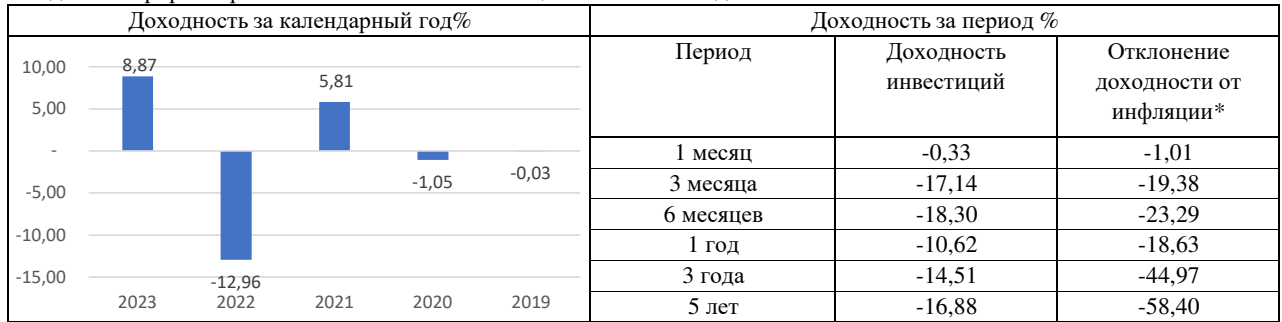 Доходность за календарный год%
Доходность за период %
10,00
5,00
-
-5,00
-10,00
-15,00
8,87
-12,96
5,81
-1,05
-0,03
2023 2022 2021 2020 2019
Период Доходность инвестиций Отклонение доходности от инфляции*
1 месяц -0,33 -1,01
3 месяца -17,14 -19,38
6 месяцев -18,30 -23,29
1 год -10,62 -18,63
3 года -14,51 -44,97
5 лет -16,88 -58,40